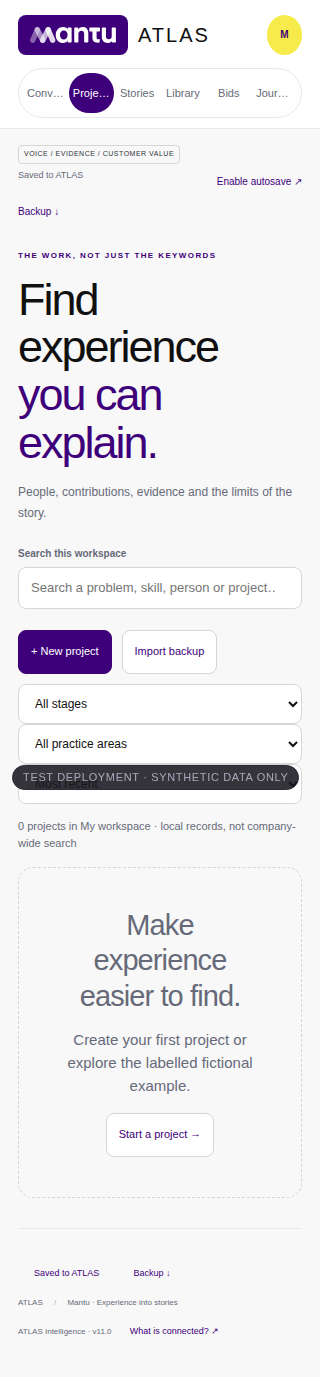 mantu ATLAS M
Conv… Proje… Stories Library Bids Jour…
VOICE / EVIDENCE / CUSTOMER VALUE
Saved to ATLAS
Enable autosave ↗
Backup ↓
THE WORK, NOT JUST THE KEYWORDS
Find
experience
you can
explain.
People, contributions, evidence and the limits of the
story.
Search this workspace
Search a problem, skill, person or project..
+ New project Import backup
All stages
All practice areas
TEST DEPLOYMENT · SYNTHETIC DATA ONLY
Most recent
0 projects in My workspace · local records, not company-
wide search
Make
experience
easier to find.
Create your first project or
explore the labelled fictional
example.
Start a project →
Saved to ATLAS Backup ↓
ATLAS / Mantu · Experience into stories
ATLAS Intelligence · v11.0 What is connected? ↗